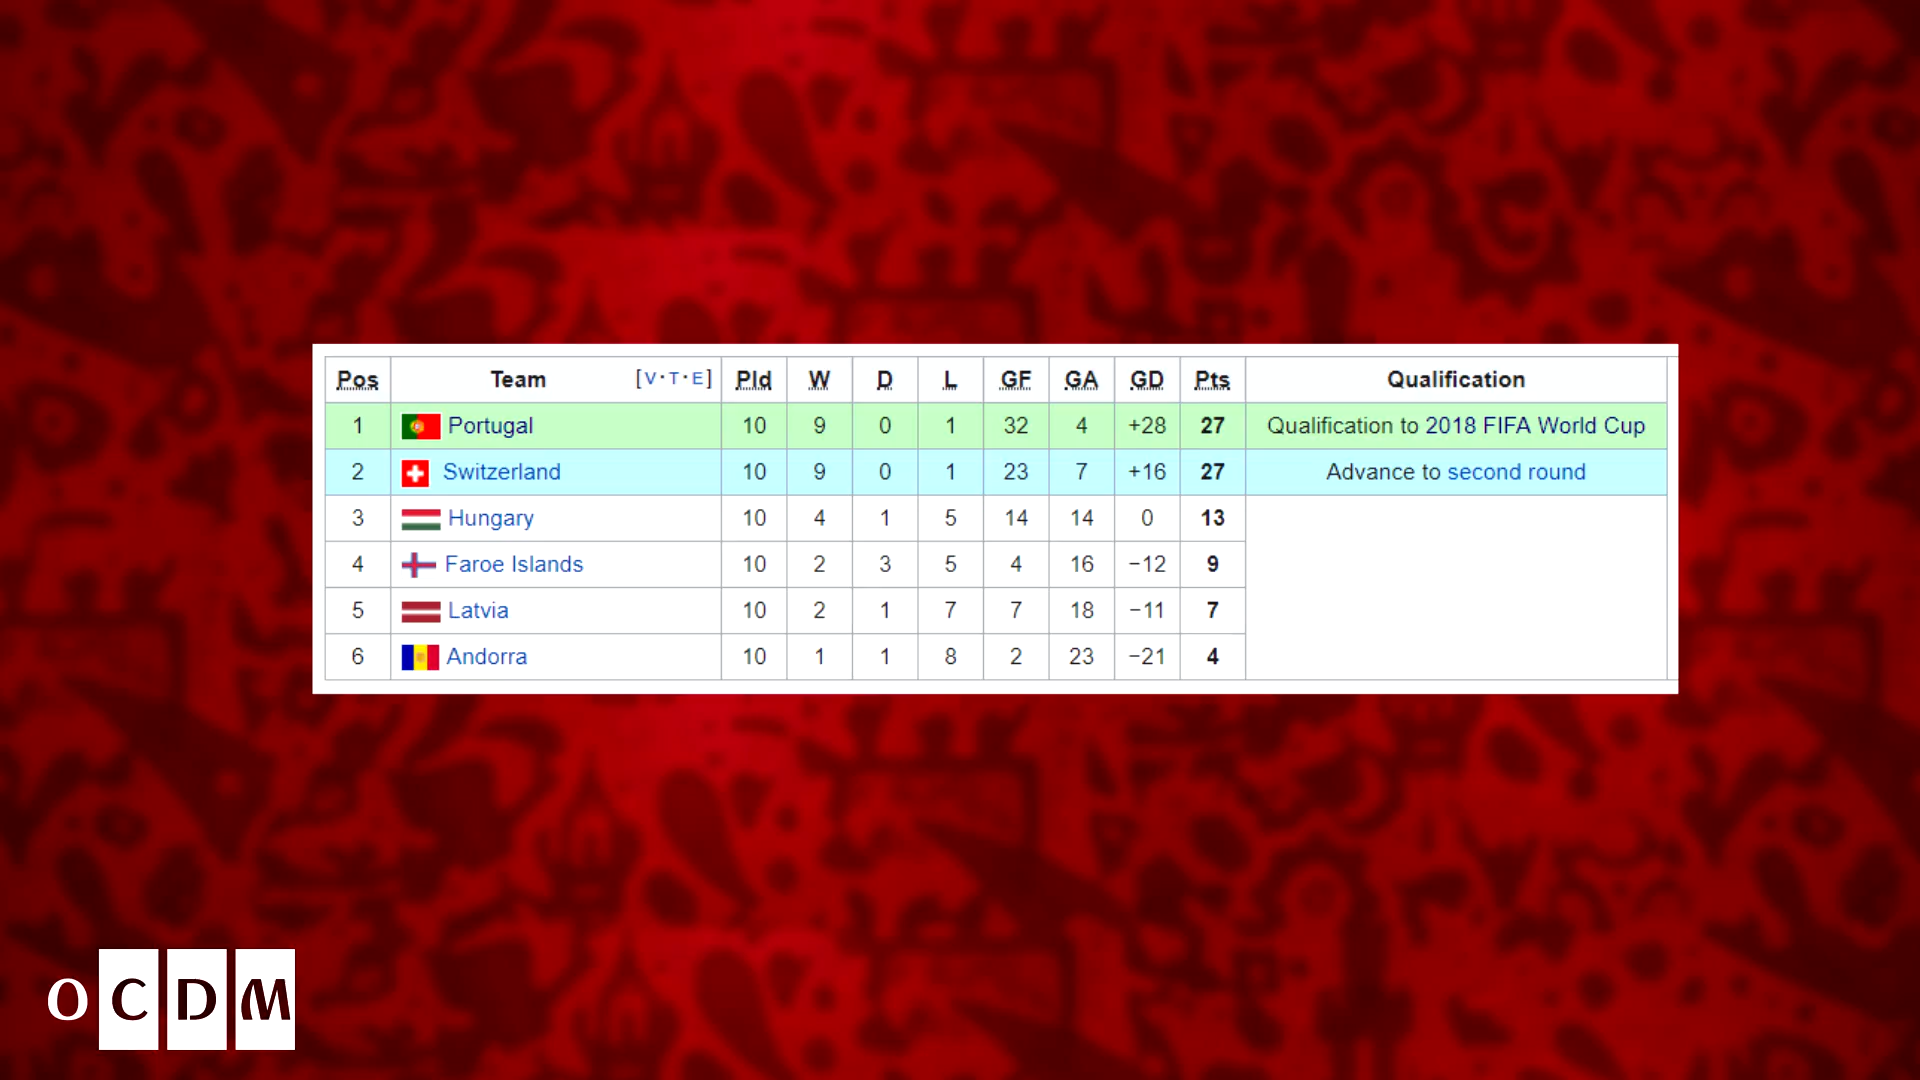 Pos Team [V·T·E] Pld W D L GF GA GD Pts Qualification
1 Portugal 10 9 0 1 32 4 +28 27 Qualification to 2018 FIFA World Cup
2 Switzerland 10 9 0 1 23 7 +16 27 Advance to second round
3 Hungary 10 4 1 5 14 14 0 13
4 Faroe Islands 10 2 3 5 4 16 −12 9
5 Latvia 10 2 1 7 7 18 −11 7
6 Andorra 10 1 1 8 2 23 −21 4
OCDM